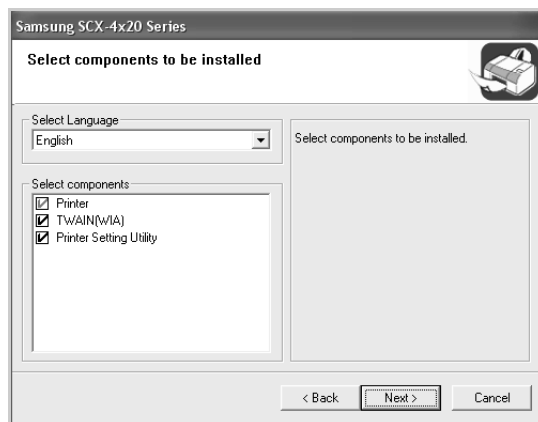 Samsung SCX-4x20 Series
Select components to be installed
Select Language
English
Select components to be installed.
Select components
Printer
TWAIN(WIA)
Printer Setting Utility
< Back
Next >
Cancel